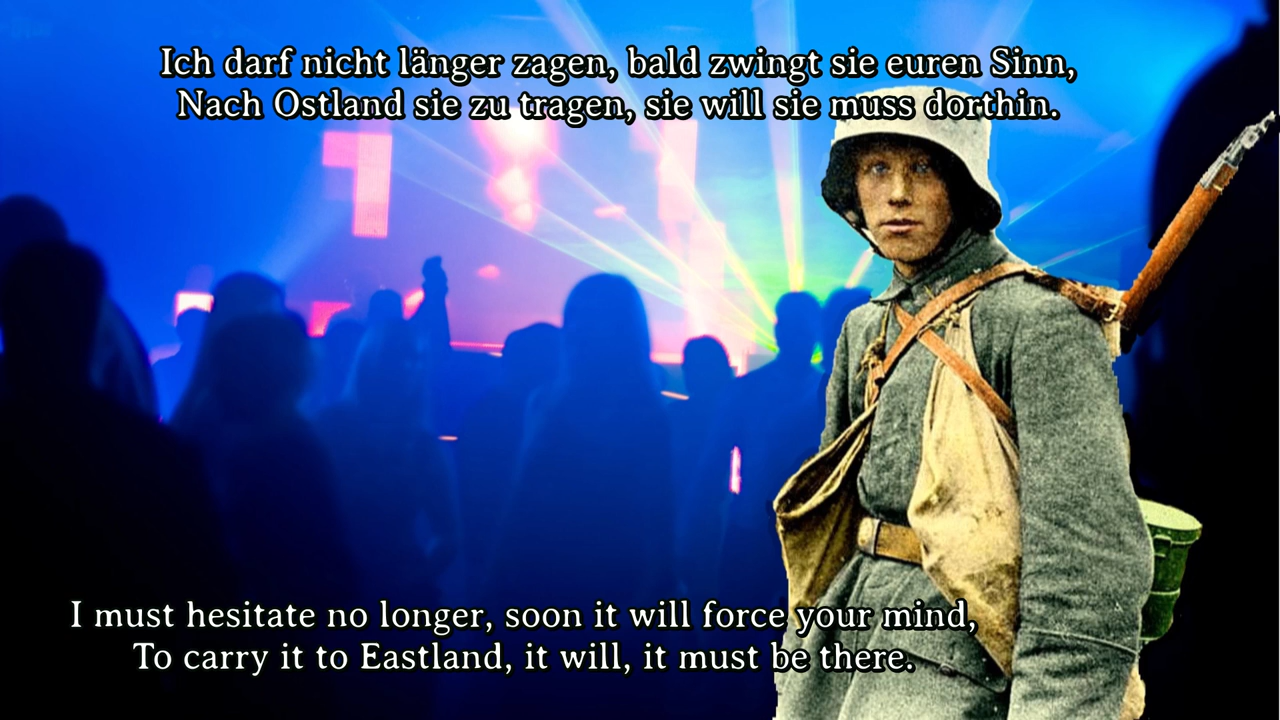 Ich darf nicht länger zagen, bald zwingt sie euren Sinn,
Nach Ostland sie zu tragen, sie will sie muss dorthin.
I must hesitate no longer, soon it will force your mind,
To carry it to Eastland, it will, it must be there.